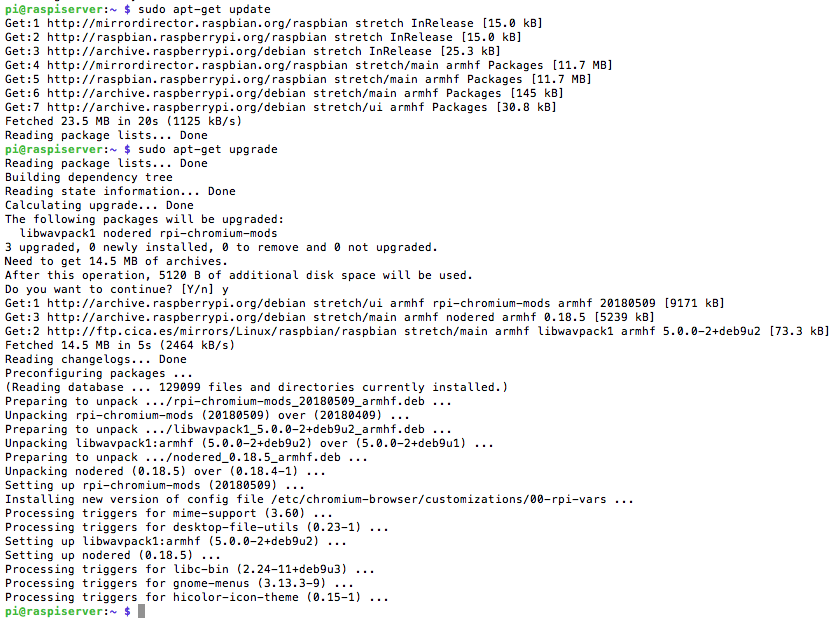 pi@raspiserver:~ $ sudo apt-get update
Get:1 http://mirrordirector.raspbian.org/raspbian stretch InRelease [15.0 kB]
Get:2 http://raspbian.raspberrypi.org/raspbian stretch InRelease [15.0 kB]
Get:3 http://archive.raspberrypi.org/debian stretch InRelease [25.3 kB]
Get:4 http://mirrordirector.raspbian.org/raspbian stretch/main armhf Packages [11.7 MB]
Get:5 http://raspbian.raspberrypi.org/raspbian stretch/main armhf Packages [11.7 MB]
Get:6 http://archive.raspberrypi.org/debian stretch/main armhf Packages [145 kB]
Get:7 http://archive.raspberrypi.org/debian stretch/ui armhf Packages [30.8 kB]
Fetched 23.5 MB in 20s (1125 kB/s)
Reading package lists... Done
pi@raspiserver:~ $ sudo apt-get upgrade
Reading package lists... Done
Building dependency tree
Reading state information... Done
Calculating upgrade... Done
The following packages will be upgraded:
  libwavpack1 nodered rpi-chromium-mods
3 upgraded, 0 newly installed, 0 to remove and 0 not upgraded.
Need to get 14.5 MB of archives.
After this operation, 5120 B of additional disk space will be used.
Do you want to continue? [Y/n] y
Get:1 http://archive.raspberrypi.org/debian stretch/ui armhf rpi-chromium-mods armhf 20180509 [9171 kB]
Get:3 http://archive.raspberrypi.org/debian stretch/main armhf nodered armhf 0.18.5 [5239 kB]
Get:2 http://ftp.cica.es/mirrors/Linux/raspbian/raspbian stretch/main armhf libwavpack1 armhf 5.0.0-2+deb9u2 [73.3 kB]
Fetched 14.5 MB in 5s (2464 kB/s)
Reading changelogs... Done
Preconfiguring packages ...
(Reading database ... 129099 files and directories currently installed.)
Preparing to unpack .../rpi-chromium-mods_20180509_armhf.deb ...
Unpacking rpi-chromium-mods (20180509) over (20180409) ...
Preparing to unpack .../libwavpack1_5.0.0-2+deb9u2_armhf.deb ...
Unpacking libwavpack1:armhf (5.0.0-2+deb9u2) over (5.0.0-2+deb9u1) ...
Preparing to unpack .../nodered_0.18.5_armhf.deb ...
Unpacking nodered (0.18.5) over (0.18.4-1) ...
Setting up rpi-chromium-mods (20180509) ...
Installing new version of config file /etc/chromium-browser/customizations/00-rpi-vars ...
Processing triggers for mime-support (3.60) ...
Processing triggers for desktop-file-utils (0.23-1) ...
Setting up libwavpack1:armhf (5.0.0-2+deb9u2) ...
Setting up nodered (0.18.5) ...
Processing triggers for libc-bin (2.24-11+deb9u3) ...
Processing triggers for gnome-menus (3.13.3-9) ...
Processing triggers for hicolor-icon-theme (0.15-1) ...
pi@raspiserver:~ $